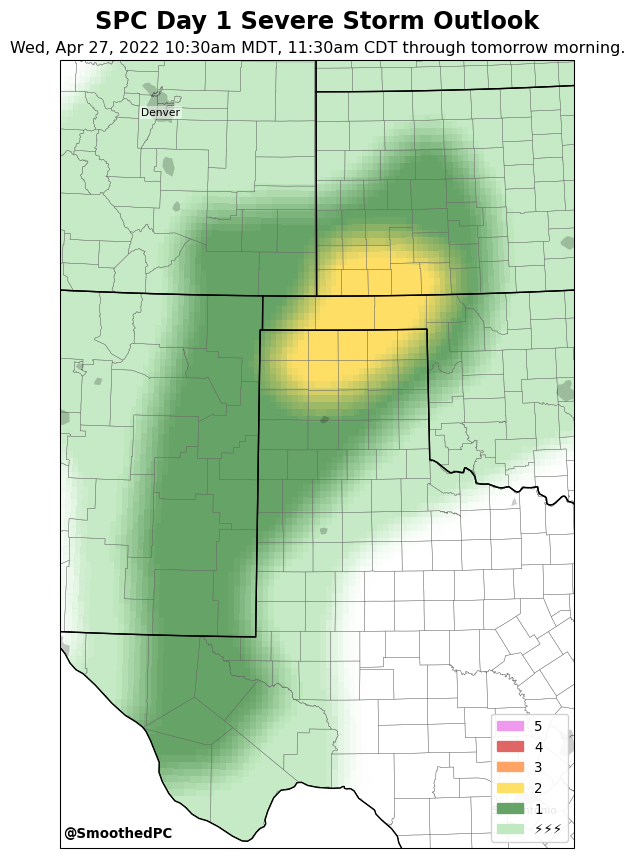 SPC Day 1 Severe Storm Outlook
Wed, Apr 27, 2022 10:30am MDT, 11:30am CDT through tomorrow morning.
Denver
5
4
3
2
1
⚡⚡⚡
@SmoothedPC